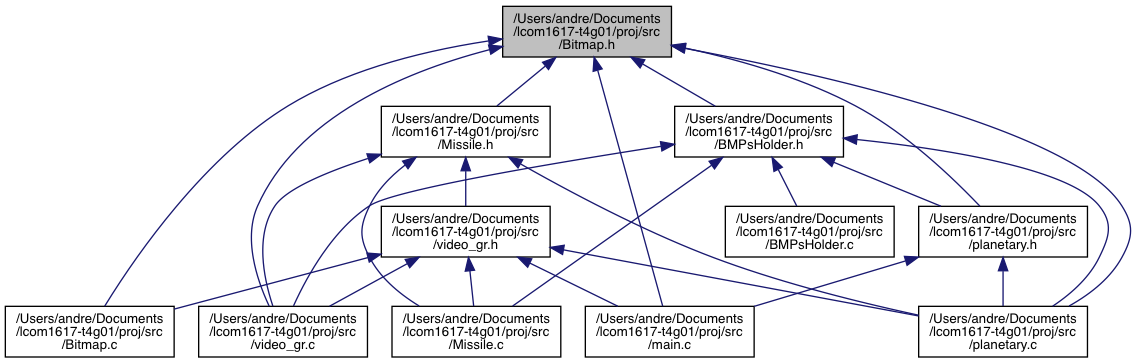 /Users/andre/Documents
/lcom1617-t4g01/proj/src
/Bitmap.h
/Users/andre/Documents
/lcom1617-t4g01/proj/src
/Missile.h
/Users/andre/Documents
/lcom1617-t4g01/proj/src
/BMPsHolder.h
/Users/andre/Documents
/lcom1617-t4g01/proj/src
/video_gr.h
/Users/andre/Documents
/lcom1617-t4g01/proj/src
/BMPsHolder.c
/Users/andre/Documents
/lcom1617-t4g01/proj/src
/planetary.h
/Users/andre/Documents
/lcom1617-t4g01/proj/src
/Bitmap.c
/Users/andre/Documents
/lcom1617-t4g01/proj/src
/video_gr.c
/Users/andre/Documents
/lcom1617-t4g01/proj/src
/Missile.c
/Users/andre/Documents
/lcom1617-t4g01/proj/src
/main.c
/Users/andre/Documents
/lcom1617-t4g01/proj/src
/planetary.c